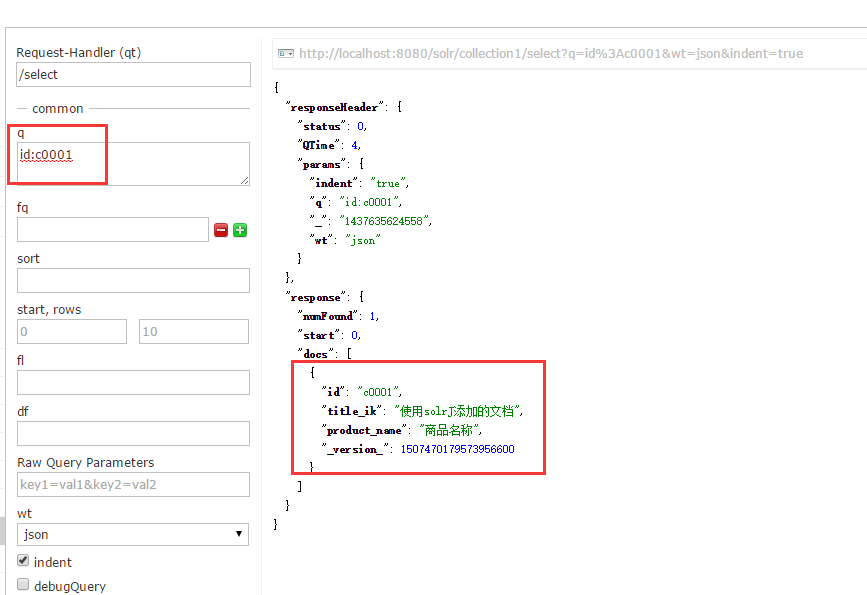 Request-Handler (qt)
/select
common
q
id:c0001
fq
sort
start, rows
0
10
fl
df
Raw Query Parameters
key1=val1&key2=val2
wt
json
indent
debugQuery
http://localhost:8080/solr/collection1/select?q=id%3Ac0001&wt=json&indent=true
{
"responseHeader": {
"status": 0,
"QTime": 4,
"params": {
"indent": "true",
"q": "id:c0001",
"_": "1437635624558",
"wt": "json"
}
},
"response": {
"numFound": 1,
"start": 0,
"docs": [
{
"id": "c0001",
"title_ik": "使用solrJ添加的文档",
"product_name": "商品名称",
"_version_": 1507470179573956600
}
]
}
}